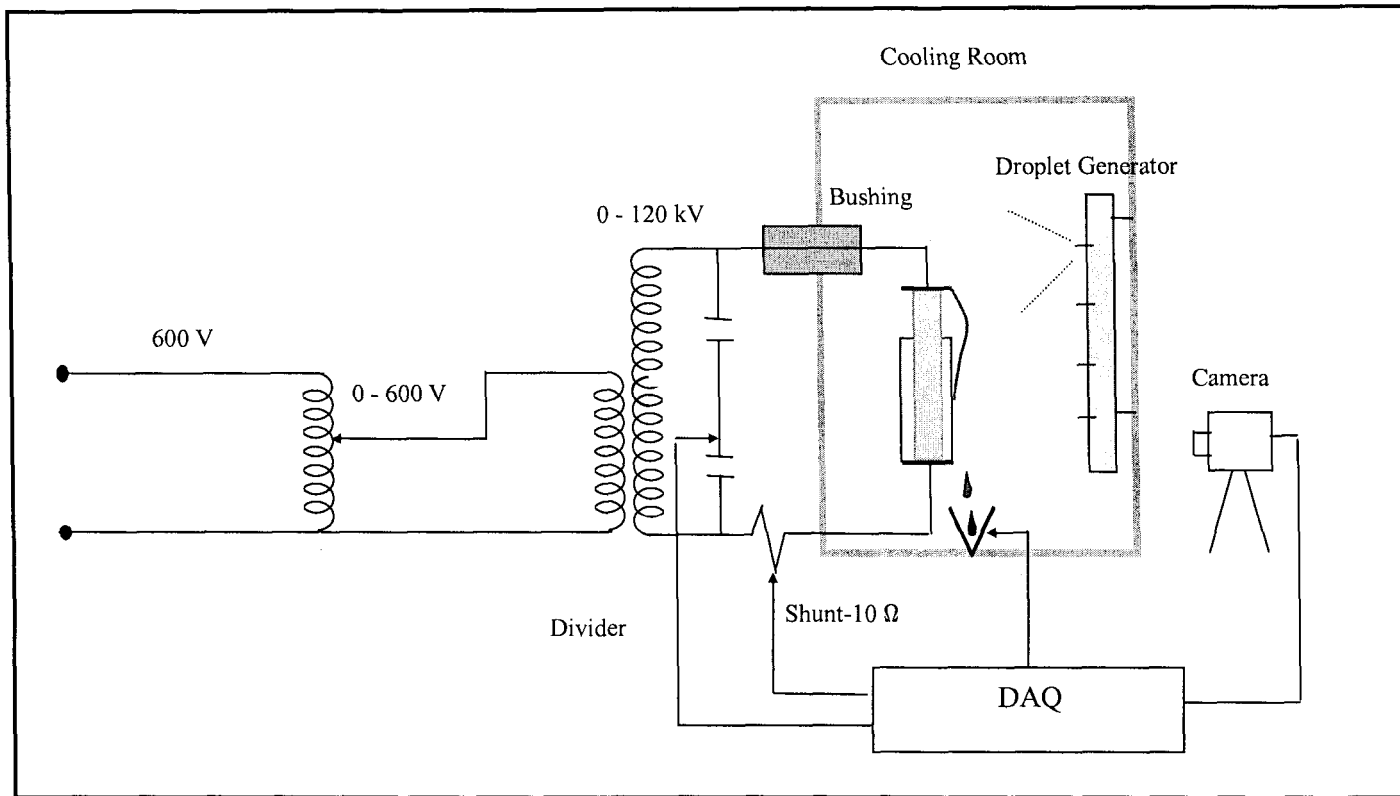 Cooling Room
Droplet Generator
Bushing
0 - 120 kV
600 V
0 - 600 V
Camera
Shunt-10 Ω
Divider
DAQ